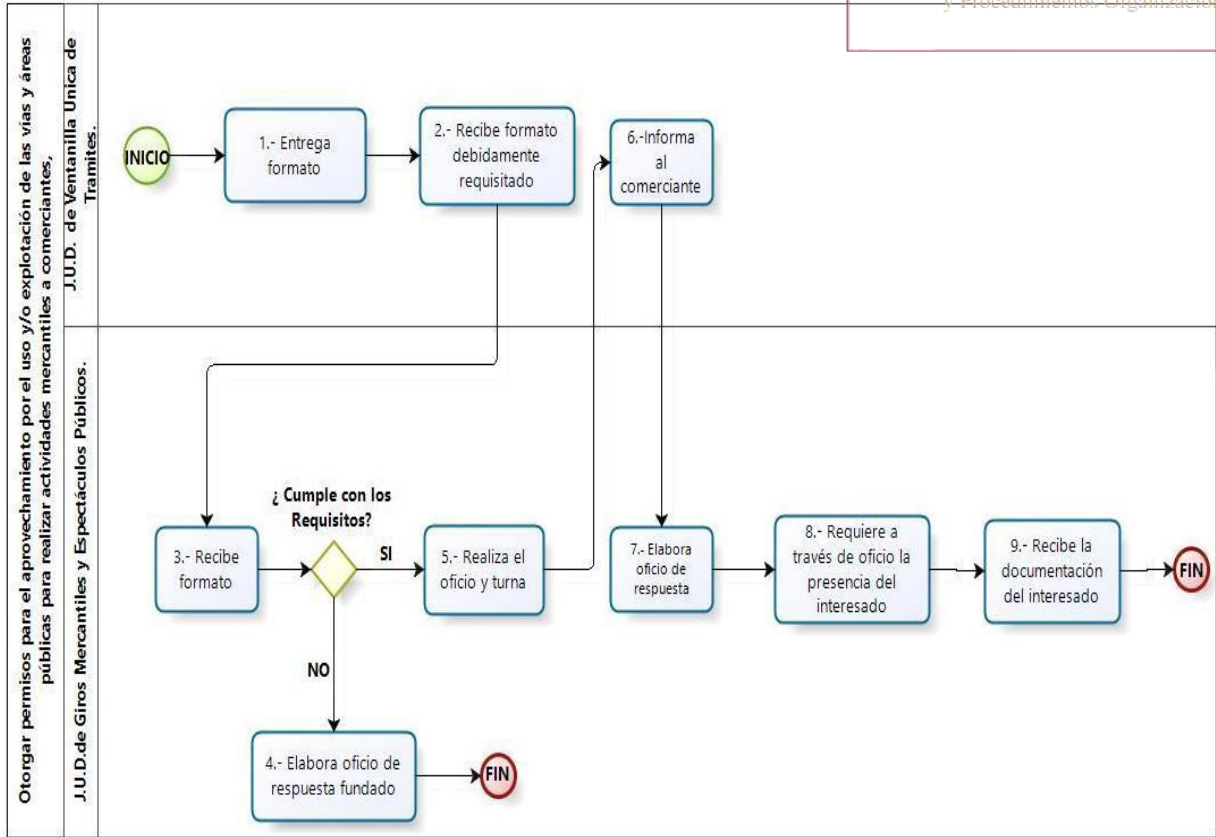 y Procedimientos Organizacion
Otorgar permisos para el aprovechamiento por el uso y/o explotación de las vías y áreas
públicas para realizar actividades mercantiles a comerciantes,
J.U.D. de Ventanilla Unica de
Tramites.
INICIO
1.- Entrega
formato
2.- Recibe formato
debidamente
requisitado
6.-Informa
al
comerciante
J.U.D.de Giros Mercantiles y Espectáculos Públicos.
3.- Recibe
formato
¿ Cumple con los
Requisitos?
SI
5.- Realiza el
oficio y turna
7.- Elabora
oficio de
respuesta
8.- Requiere a
través de oficio la
presencia del
interesado
9.- Recibe la
documentación
del interesado
FIN
NO
4.- Elabora oficio de
respuesta fundado
FIN